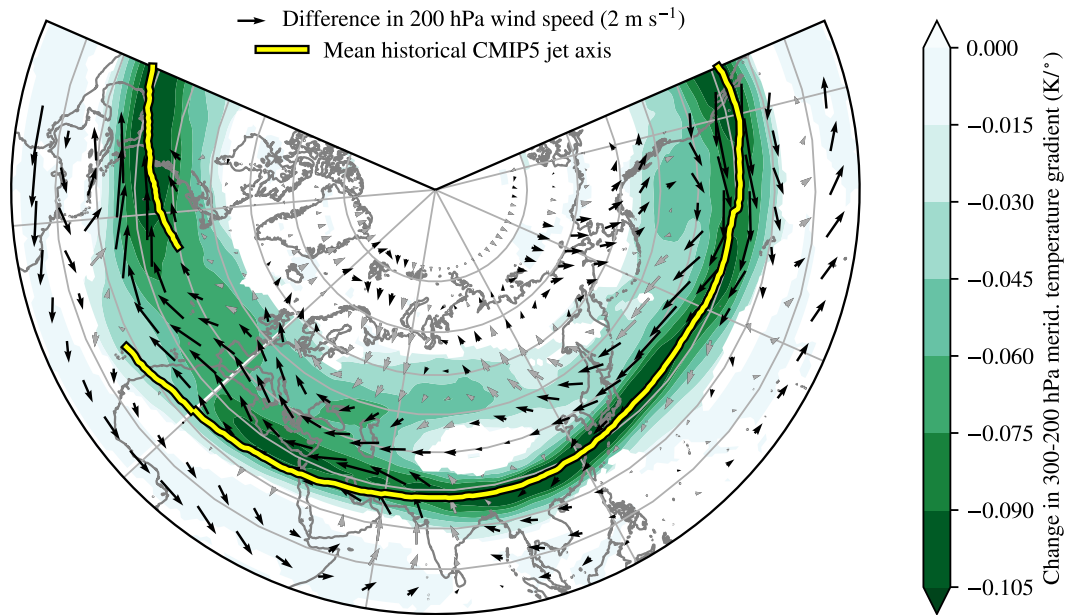 Difference in 200 hPa wind speed (2 m s⁻¹)
Mean historical CMIP5 jet axis
0.000
−0.015
−0.030
−0.045
−0.060
−0.075
−0.090
−0.105
Change in 300-200 hPa merid. temperature gradient (K/°)